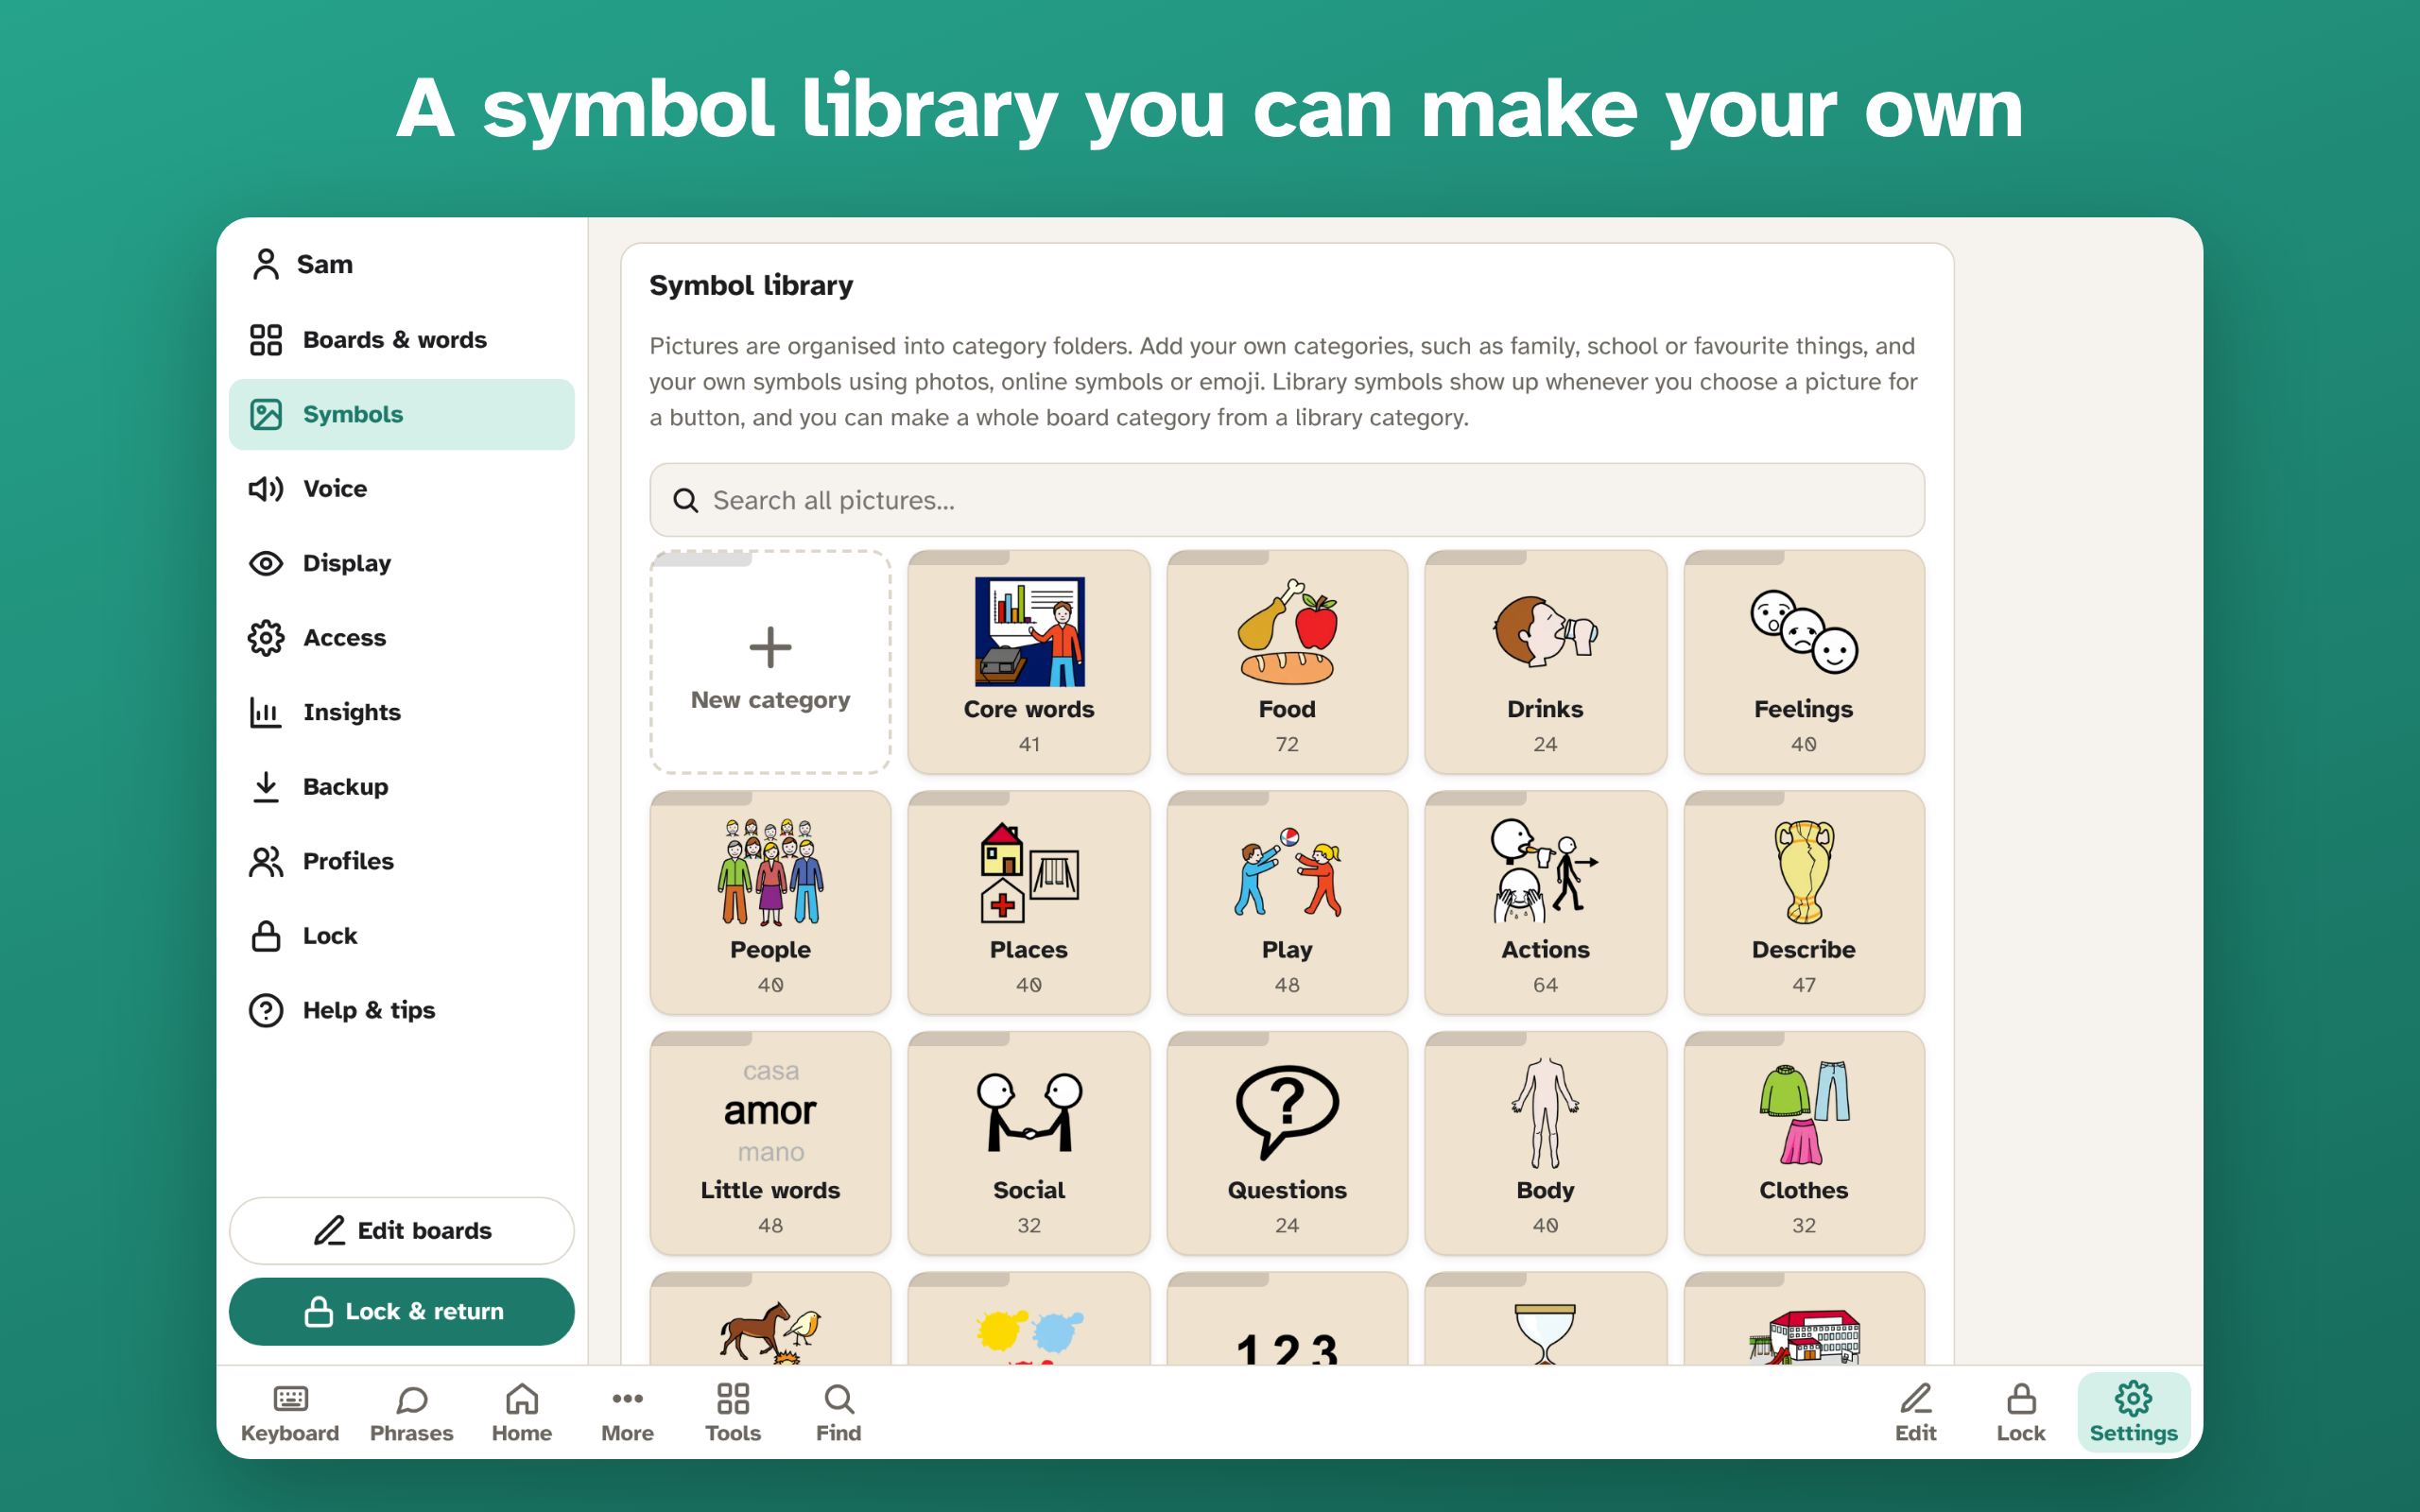 A symbol library you can make your own
Sam
Boards & words
Symbols
Voice
Display
Access
Insights
Backup
Profiles
Lock
Help & tips
Edit boards
Lock & return
Symbol library
Pictures are organised into category folders. Add your own categories, such as family, school or favourite things, and
your own symbols using photos, online symbols or emoji. Library symbols show up whenever you choose a picture for
a button, and you can make a whole board category from a library category.
Search all pictures...
New category
Core words
41
Food
72
Drinks
24
Feelings
40
People
40
Places
40
Play
48
Actions
64
Describe
47
casa
amor
mano
Little words
48
Social
32
?
Questions
24
Body
40
Clothes
32
1 2 3
Keyboard
Phrases
Home
More
Tools
Find
Edit
Lock
Settings